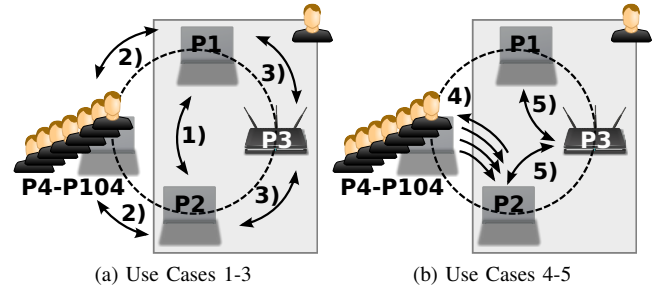 2)
P1
3)
1)
P3
P4-P104
P2
3)
2)
(a) Use Cases 1-3
P1
4)
5)
P3
5)
P4-P104
P2
(b) Use Cases 4-5